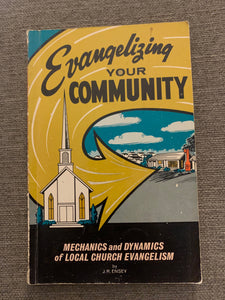 Evangelizing
YOUR
COMMUNITY
MECHANICS and DYNAMICS
of LOCAL CHURCH EVANGELISM
by
J. R. ENSEY